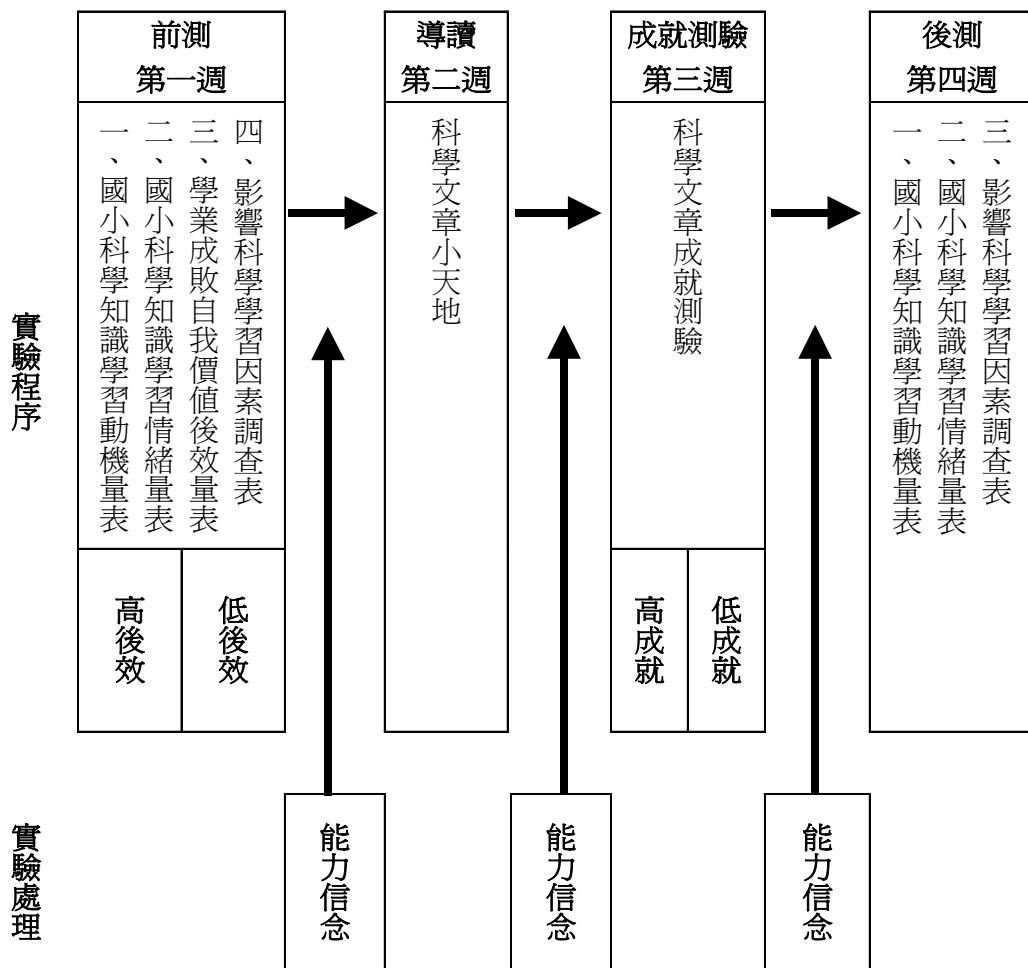 前測
第一週
一、國小科學知識學習動機量表
二、國小科學知識學習情緒量表
三、學業成敗自我價值後效量表
四、影響科學學習因素調查表
高後效
低後效
導讀
第二週
科學文章小天地
成就測驗
第三週
科學文章成就測驗
高成就
低成就
後測
第四週
一、國小科學知識學習動機量表
二、國小科學知識學習情緒量表
三、影響科學學習因素調查表
實驗程序
實驗處理
能力信念
能力信念
能力信念